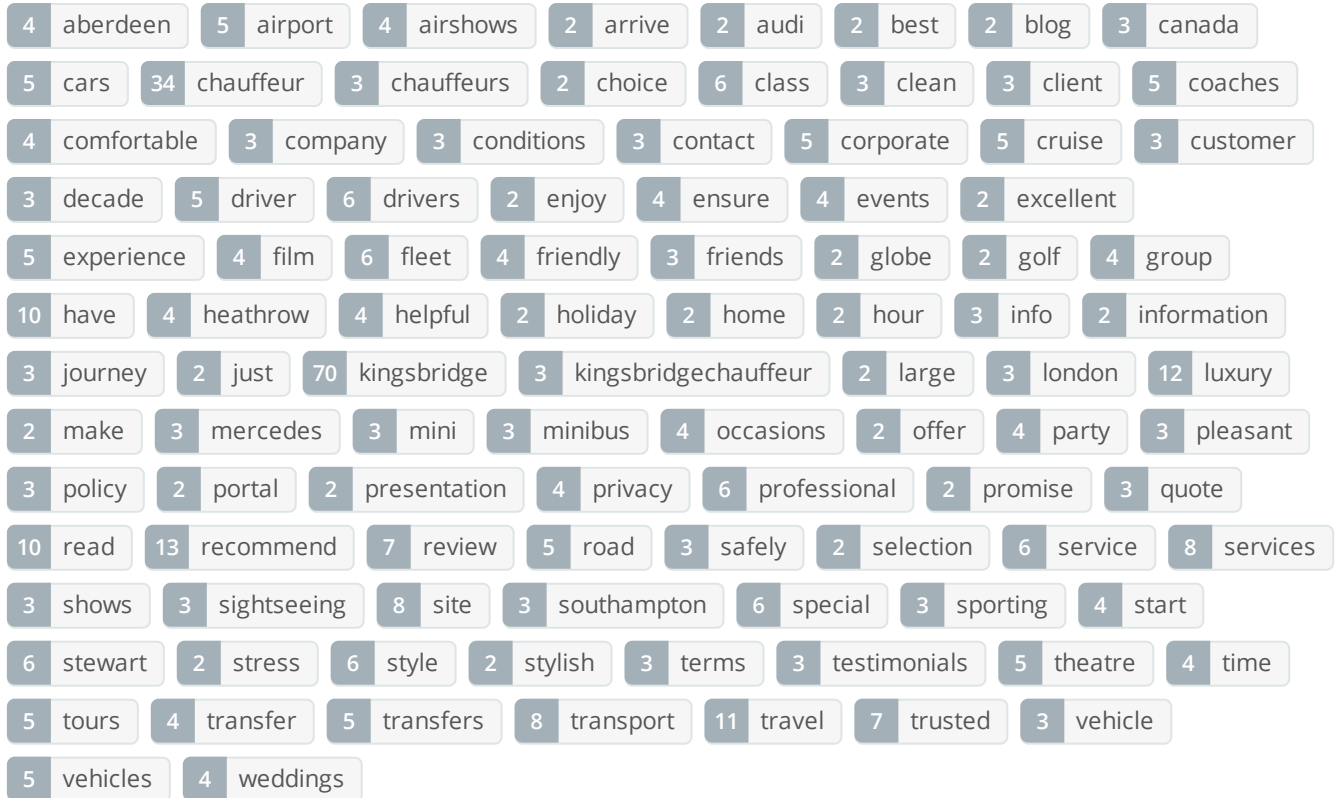 4 aberdeen 5 airport 4 airshows 2 arrive 2 audi 2 best 2 blog 3 canada
5 cars 34 chauffeur 3 chauffeurs 2 choice 6 class 3 clean 3 client 5 coaches
4 comfortable 3 company 3 conditions 3 contact 5 corporate 5 cruise 3 customer
3 decade 5 driver 6 drivers 2 enjoy 4 ensure 4 events 2 excellent
5 experience 4 film 6 fleet 4 friendly 3 friends 2 globe 2 golf 4 group
10 have 4 heathrow 4 helpful 2 holiday 2 home 2 hour 3 info 2 information
3 journey 2 just 70 kingsbridge 3 kingsbridgechauffeur 2 large 3 london 12 luxury
2 make 3 mercedes 3 mini 3 minibus 4 occasions 2 offer 4 party 3 pleasant
3 policy 2 portal 2 presentation 4 privacy 6 professional 2 promise 3 quote
10 read 13 recommend 7 review 5 road 3 safely 2 selection 6 service 8 services
3 shows 3 sightseeing 8 site 3 southampton 6 special 3 sporting 4 start
6 stewart 2 stress 6 style 2 stylish 3 terms 3 testimonials 5 theatre 4 time
5 tours 4 transfer 5 transfers 8 transport 11 travel 7 trusted 3 vehicle
5 vehicles 4 weddings